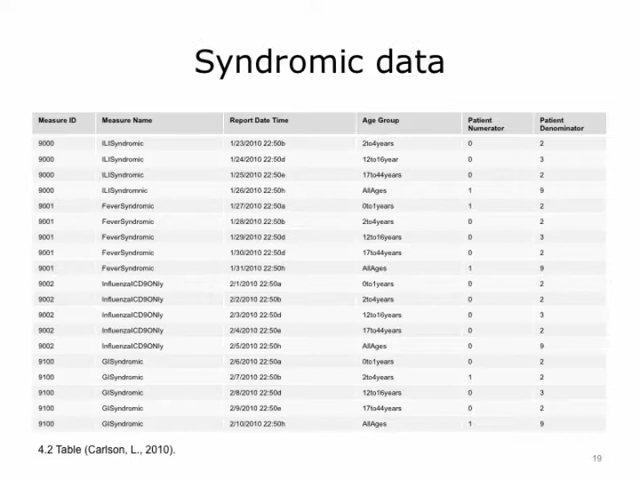 Syndromic data
Measure ID Measure Name Report Date Time Age Group Patient Numerator Patient Denominator
9000 ILISyndromic 1/23/2010 22:50b 2to4years 0 2
9000 ILISyndromic 1/24/2010 22:50d 12to16year 0 3
9000 ILISyndromic 1/25/2010 22:50e 17to44years 0 2
9000 ILISyndromnic 1/26/2010 22:50h AllAges 1 9
9001 FeverSyndromic 1/27/2010 22:50a 0to1years 1 2
9001 FeverSyndromic 1/28/2010 22:50b 2to4years 0 2
9001 FeverSyndromic 1/29/2010 22:50d 12to16years 0 3
9001 FeverSyndromic 1/30/2010 22:50d 17to44years 0 2
9001 FeverSyndromic 1/31/2010 22:50h AllAges 1 9
9002 InfluenzaICD9ONlly 2/1/2010 22:50a 0to1years 0 2
9002 InfluenzaICD9ONlly 2/2/2010 22:50b 2to4years 0 2
9002 InfluenzaICD9ONlly 2/3/2010 22:50d 12to16years 0 3
9002 InfluenzaICD9ONlly 2/4/2010 22:50e 17to44years 0 2
9002 InfluenzaICD9ONlly 2/5/2010 22:50h AllAges 0 9
9100 GISyndromic 2/6/2010 22:50a 0to1years 0 2
9100 GISyndromic 2/7/2010 22:50b 2to4years 1 2
9100 GISyndromic 2/8/2010 22:50d 12to16years 0 3
9100 GISyndromic 2/9/2010 22:50e 17to44years 0 2
9100 GISyndromic 2/10/2010 22:50h AllAges 1 9
4.2 Table (Carlson, L., 2010).
19